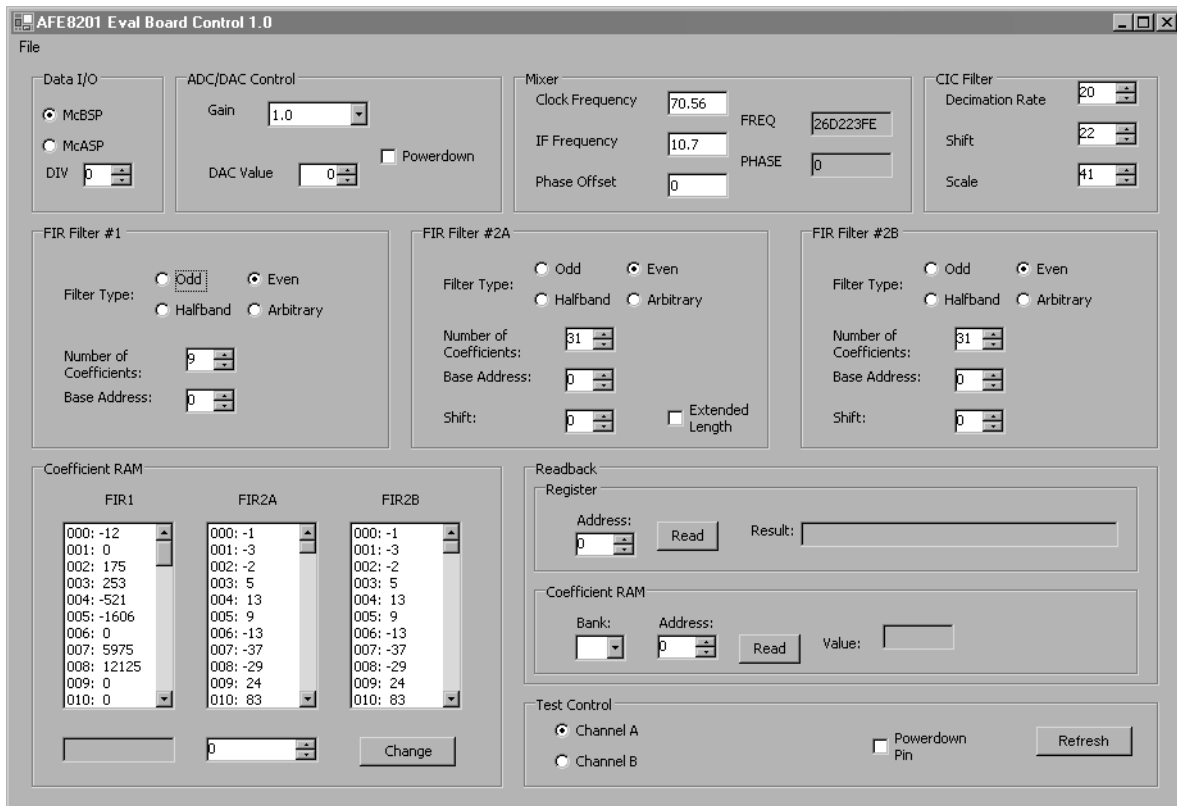 AFE8201 Eval Board Control 1.0
File
Data I/O
McBSP
McASP
DIV 0
ADC/DAC Control
Gain 1.0
Powerdown
DAC Value 0
Mixer
Clock Frequency 70.56
IF Frequency 10.7
Phase Offset 0
FREQ 26D223FE
PHASE 0
CIC Filter
Decimation Rate 20
Shift 22
Scale 41
FIR Filter #1
Filter Type:
Odd Even
Halfband Arbitrary
Number of
Coefficients: 9
Base Address: 0
FIR Filter #2A
Filter Type:
Odd Even
Halfband Arbitrary
Number of
Coefficients: 31
Base Address: 0
Shift: 0
Extended
Length
FIR Filter #2B
Filter Type:
Odd Even
Halfband Arbitrary
Number of
Coefficients: 31
Base Address: 0
Shift: 0
Coefficient RAM
FIR1
000: -12
001: 0
002: 175
003: 253
004: -521
005: -1606
006: 0
007: 5975
008: 12125
009: 0
010: 0
FIR2A
000: -1
001: -3
002: -2
003: 5
004: 13
005: 9
006: -13
007: -37
008: -29
009: 24
010: 83
FIR2B
000: -1
001: -3
002: -2
003: 5
004: 13
005: 9
006: -13
007: -37
008: -29
009: 24
010: 83
0
Change
Readback
Register
Address:
0
Read
Result:
Coefficient RAM
Bank:
Address:
0
Read
Value:
Test Control
Channel A
Channel B
Powerdown
Pin
Refresh